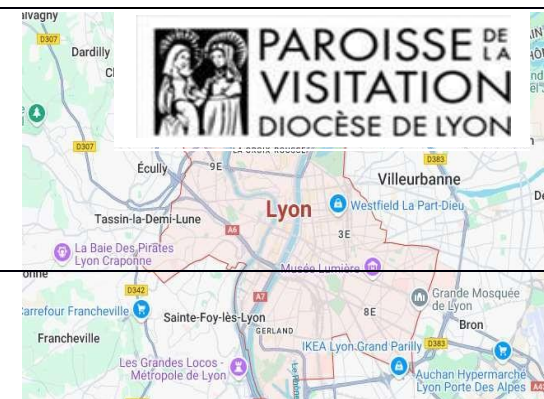 D307
Dardilly
PAROISSE DE LA
VISITATION
DIOCÈSE DE LYON
D307
D383
Écully
9E
Villeurbanne
Lyon
Westfield La Part-Dieu
Tassin-la-Demi-Lune
A6
3E
La Baie Des Pirates
Lyon Craponne
Musée Lumière
D342
A7
Grande Mosquée
de Lyon
Carrefour Francheville
Sainte-Foy-lès-Lyon
8E
GERLAND
Bron
Francheville
IKEA Lyon Grand Parilly
D383
Les Grandes Locos -
Métropole de Lyon
Auchan Hypermarché
Lyon Porte Des Alpes